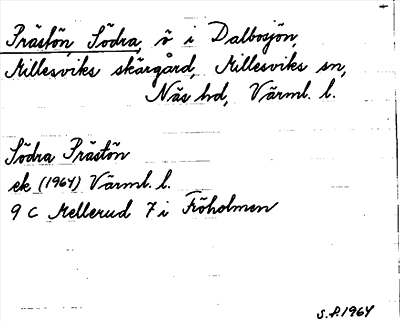 Prästön, Södra, ö i Dalbosjön,
Millesviks skärgård, Millesviks sn,
Näs hd, Värml. l.
Södra Prästön
ek (1964) Värml. l.
9 C Mellerud 7 i Fröholmen
S. P. 1964